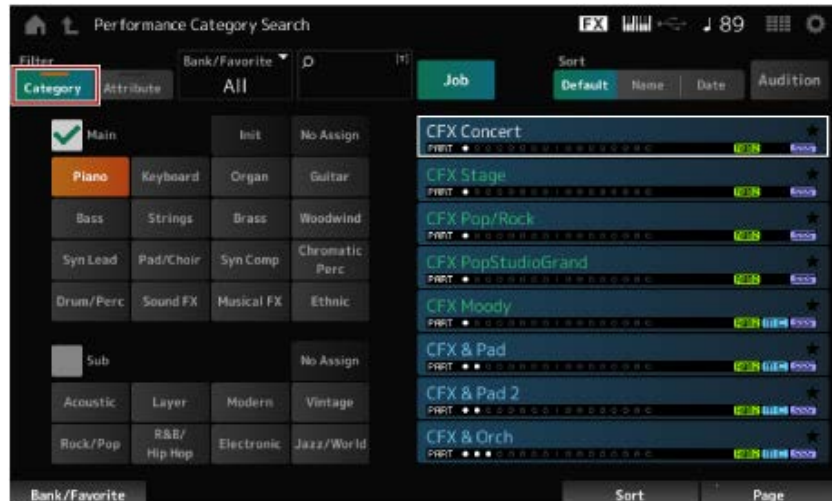 Performance Category Search FX 89
Filter Bank/Favorite Sort
Category Attribute All Job Default Name Date Audition
Main Init No Assign
Piano Keyboard Organ Guitar
Bass Strings Brass Woodwind
Syn Lead Pad/Choir Syn Comp Chromatic Perc
Drum/Perc Sound FX Musical FX Ethnic
Sub No Assign
Acoustic Layer Modern Vintage
Rock/Pop R&B/ Hip Hop Electronic Jazz/World
CFX Concert
PART
CFX Stage
PART
CFX Pop/Rock
PART
CFX PopStudioGrand
PART
CFX Moody
PART
CFX & Pad
PART
CFX & Pad 2
PART
CFX & Orch
PART
Bank/Favorite Sort Page